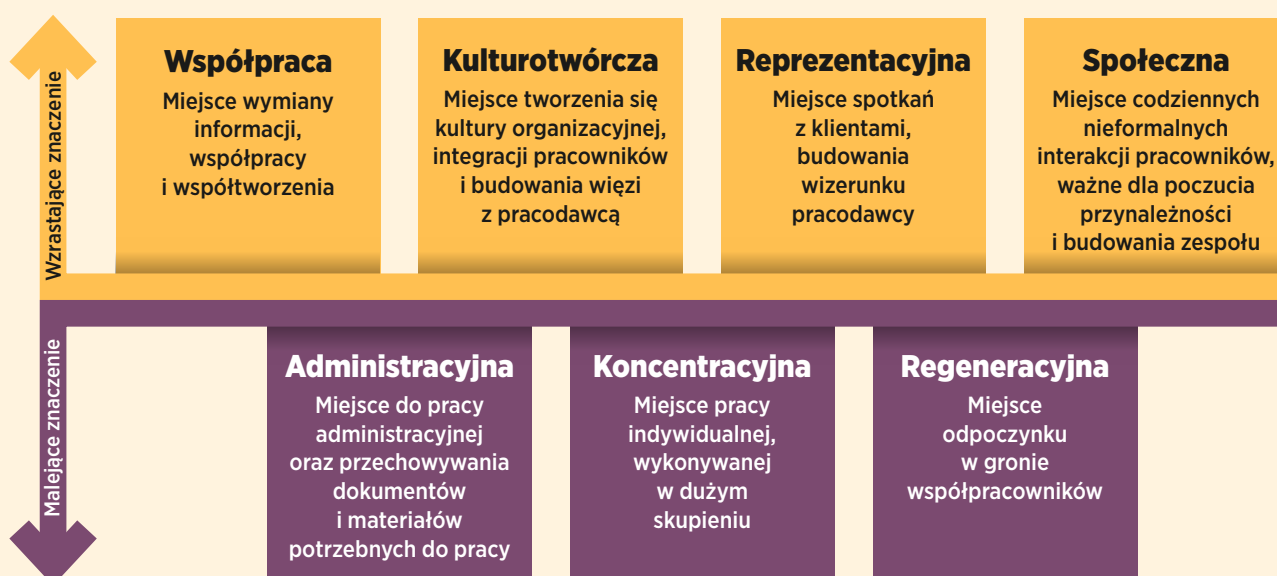 Wzrastające znaczenie
Współpraca
Miejsce wymiany
informacji,
współpracy
i współtworzenia
Kulturotwórcza
Miejsce tworzenia się
kultury organizacyjnej,
integracji pracowników
i budowania więzi
z pracodawcą
Reprezentacyjna
Miejsce spotkań
z klientami,
budowania
wizerunku
pracodawcy
Społeczna
Miejsce codziennych
nieformalnych
interakcji pracowników,
ważne dla poczucia
przynależności
i budowania zespołu
Malejące znaczenie
Administracyjna
Miejsce do pracy
administracyjnej
oraz przechowywania
dokumentów
i materiałów
potrzebnych do pracy
Koncentracyjna
Miejsce pracy
indywidualnej,
wykonywanej
w dużym
skupieniu
Regeneracyjna
Miejsce
odpoczynku
w gronie
współpracowników